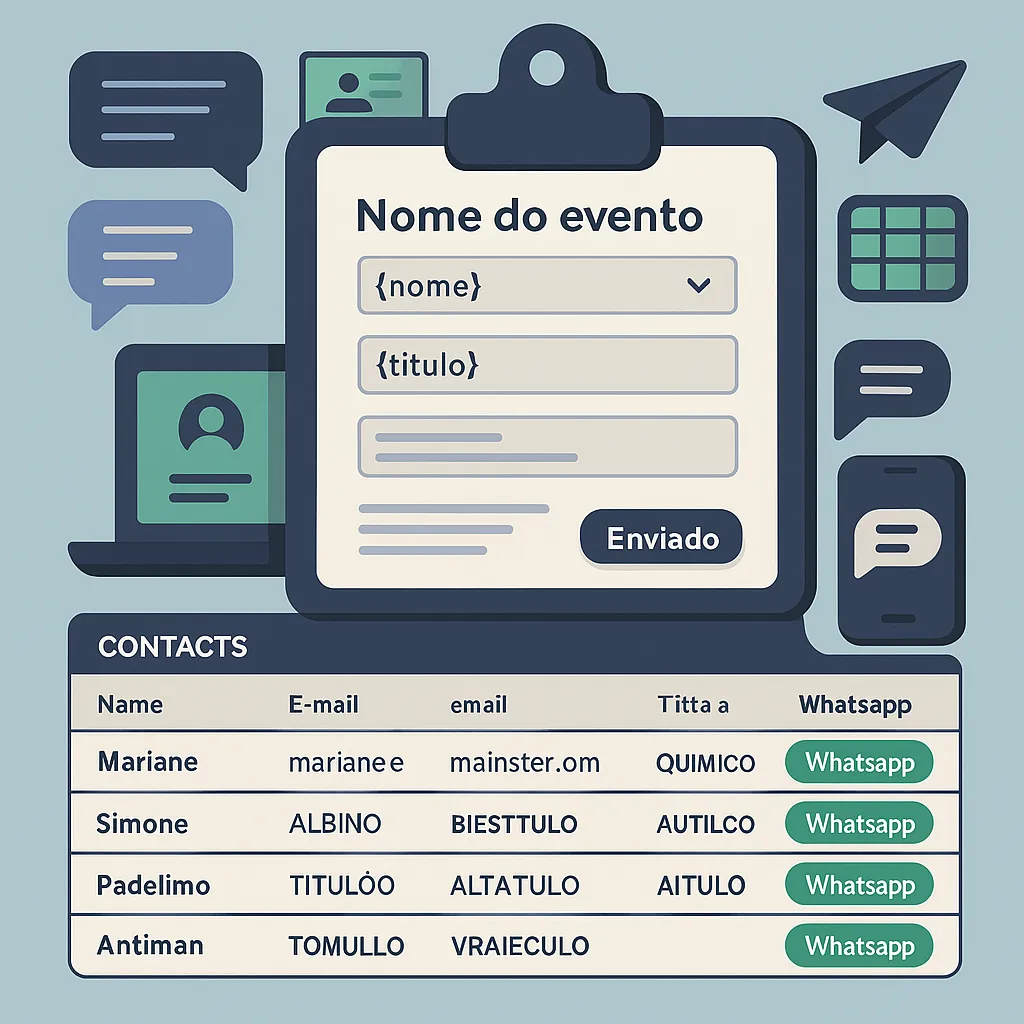 Nome do evento
{nome}
{titulo}
Enviado
CONTACTS
Name E-mail email Titta a Whatsapp
Mariane mariane e mainster.om QUIMICO Whatsapp
Simone ALBINO BIESTTULO AUTILCO Whatsapp
Padelimo TITULÓO ALTATULO AITULO Whatsapp
Antiman TOMULLO VRAIECULO Whatsapp